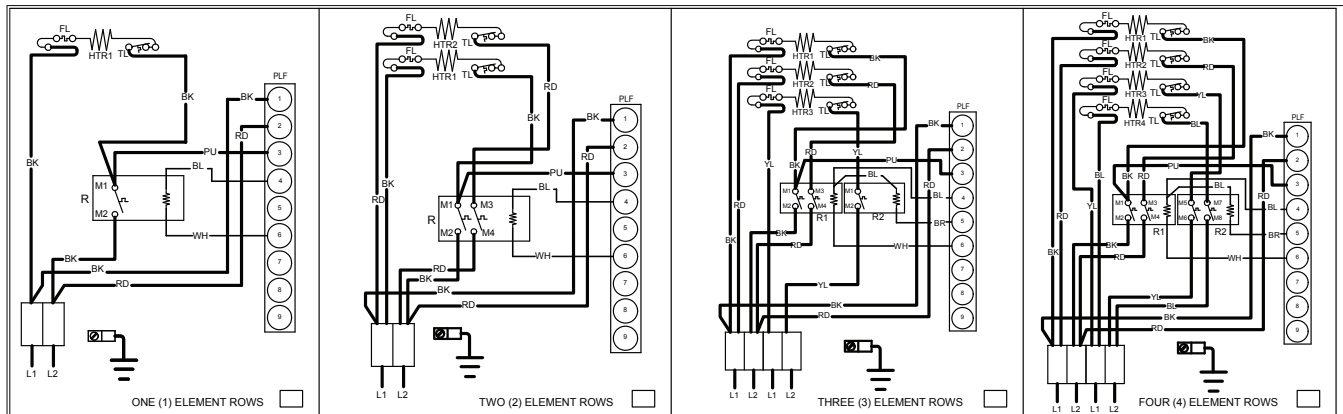 FL
HTR1 TL
BK
BK
BK
R
M1
M2
BK
BK
RD
PU
BL
WH
RD
BK
PLF
1
2
3
4
5
6
7
8
9
L1 L2
ONE (1) ELEMENT ROWS
FL
HTR2 TL
FL
HTR1 TL
RD
BK
RD
BK
BK
RD
PU
BL
R
M1 M3
M2 M4
WH
RD
BK
BK
RD
PLF
1
2
3
4
5
6
7
8
9
L1 L2
TWO (2) ELEMENT ROWS
FL
HTR1 TL
BK
FL
HTR2 TL
RD
FL
HTR3 TL
BK
RD
YL
BK
RD
YL
PU
BL
BL
BR
RD
M1 M3
M2 M4
R1
M1
M2
R2
BK
RD
WH
BK
RD
YL
BK
RD
PLF
1
2
3
4
5
6
7
8
9
L1 L2 L1 L2
THREE (3) ELEMENT ROWS
FL
HTR1 TL
BK
FL
HTR2 TL
RD
FL
HTR3 TL
YL
FL
HTR4 TL
BL
BK
BL
BK
RD
PU
BL
BL
BR
RD
M1 M3
M2 M4
R1
M5 M7
M6 M8
R2
RD
YL
BK
BK
RD
WH
YL
BL
BK
RD
PLF
1
2
3
4
5
6
7
8
9
L1 L2 L1 L2
FOUR (4) ELEMENT ROWS